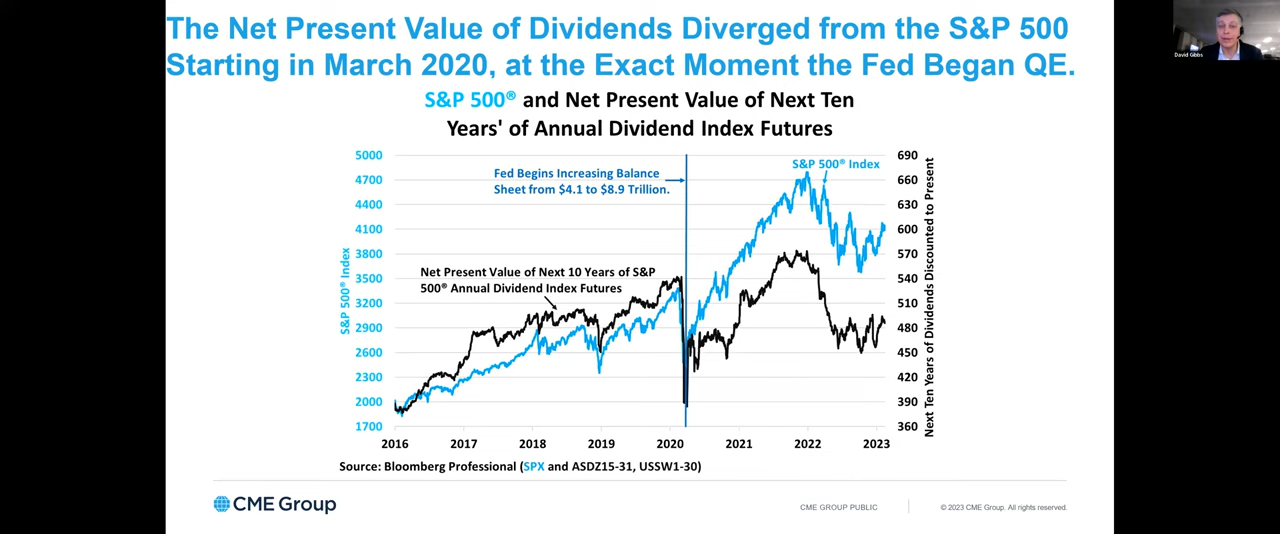 The Net Present Value of Dividends Diverged from the S&P 500
Starting in March 2020, at the Exact Moment the Fed Began QE.
David Gibbs
S&P 500® and Net Present Value of Next Ten
Years' of Annual Dividend Index Futures
5000
4700
4400
4100
3800
3500
3200
2900
2600
2300
2000
1700
S&P 500® Index
Fed Begins Increasing Balance
Sheet from $4.1 to $8.9 Trillion.
S&P 500® Index
Net Present Value of Next 10 Years of S&P
500® Annual Dividend Index Futures
690
660
630
600
570
540
510
480
450
420
390
360
Next Ten Years of Dividends Discounted to Present
2016 2017 2018 2019 2020 2021 2022 2023
Source: Bloomberg Professional (SPX and ASDZ15-31, USSW1-30)
CME Group
CME GROUP PUBLIC
© 2023 CME Group. All rights reserved.